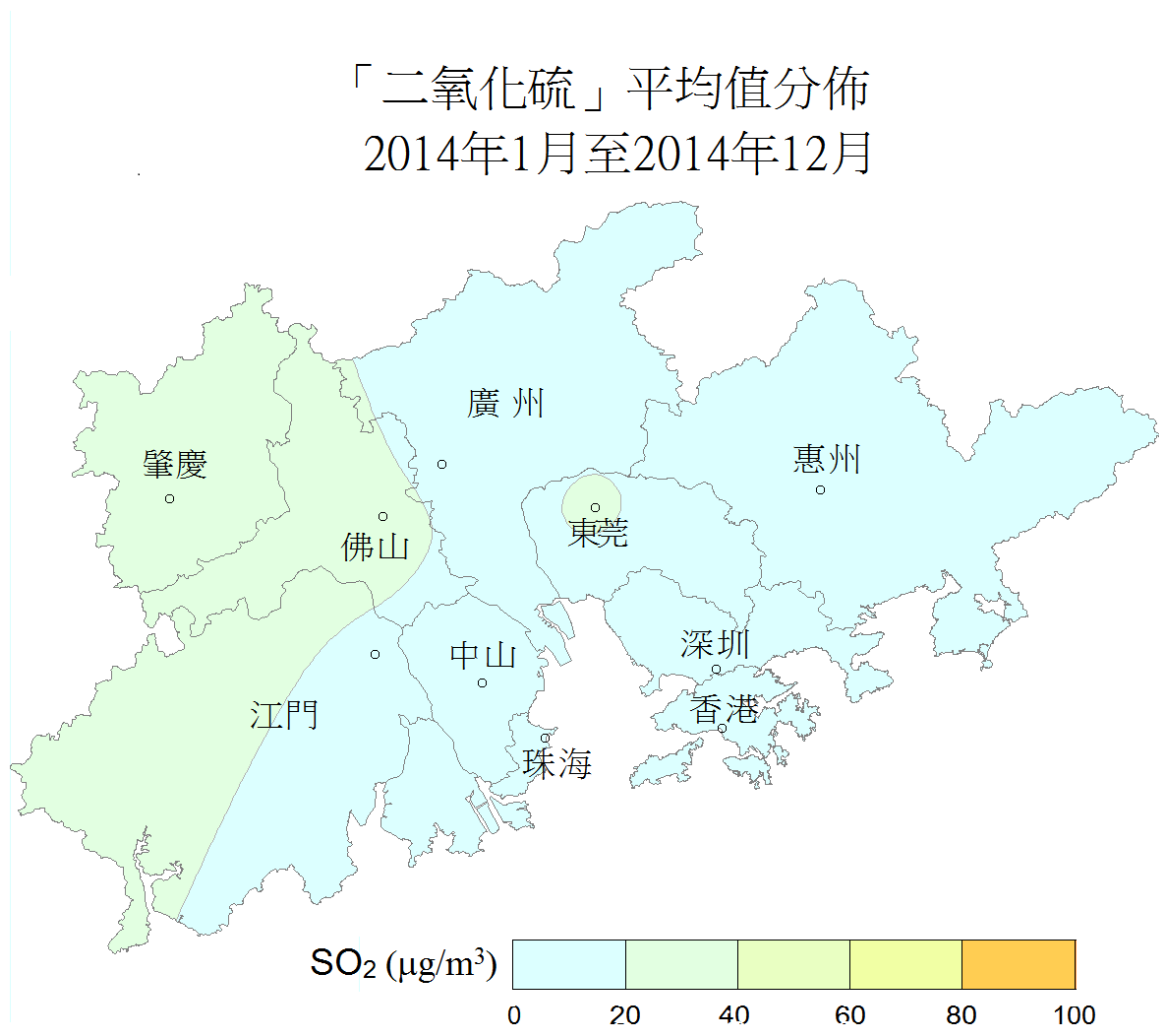 「二氧化硫」平均值分佈
2014年1月至2014年12月
廣州
惠州
肇慶
東莞
佛山
深圳
中山
香港
江門
珠海
SO₂ (μg/m³)
0 20 40 60 80 100